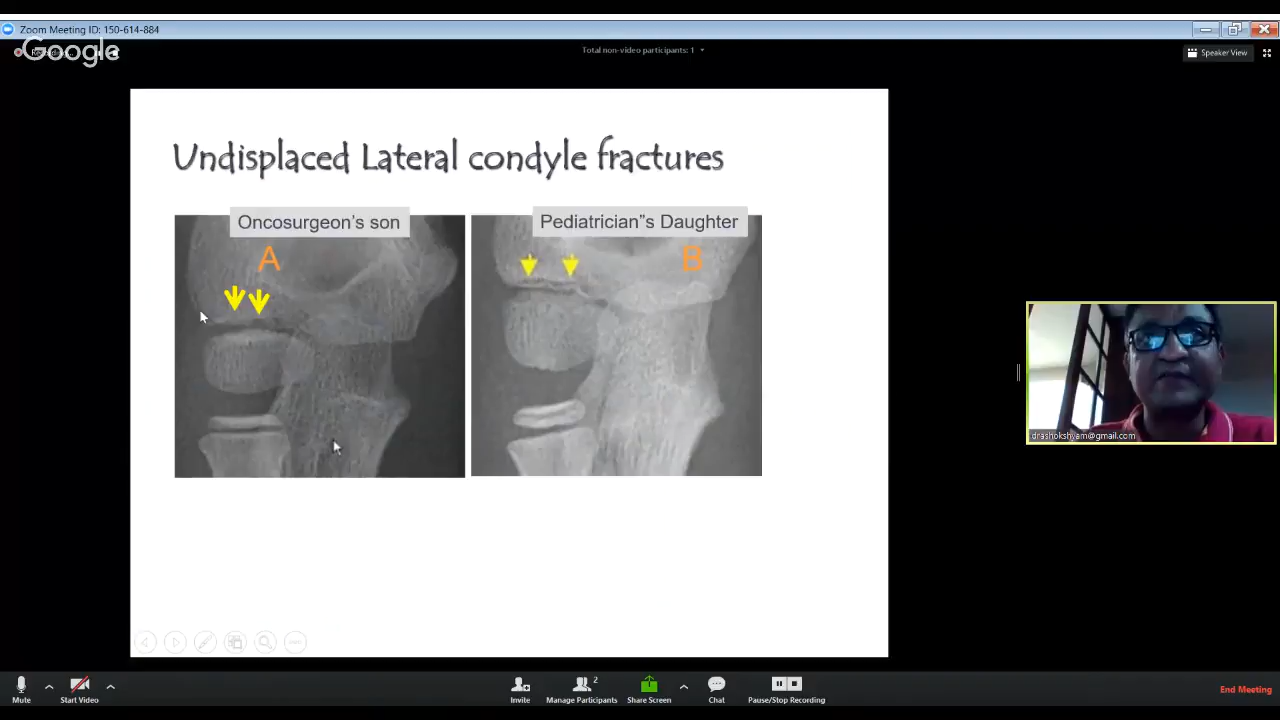 Zoom Meeting ID: 150-614-884
Google
Total non-video participants: 1
Speaker View
Undisplaced Lateral condyle fractures
Oncosurgeon's son
Pediatrician"s Daughter
A
B
drashokshyam@gmail.com
2
Mute
Start Video
Invite
Manage Participants
Share Screen
Chat
Pause/Stop Recording
End Meeting